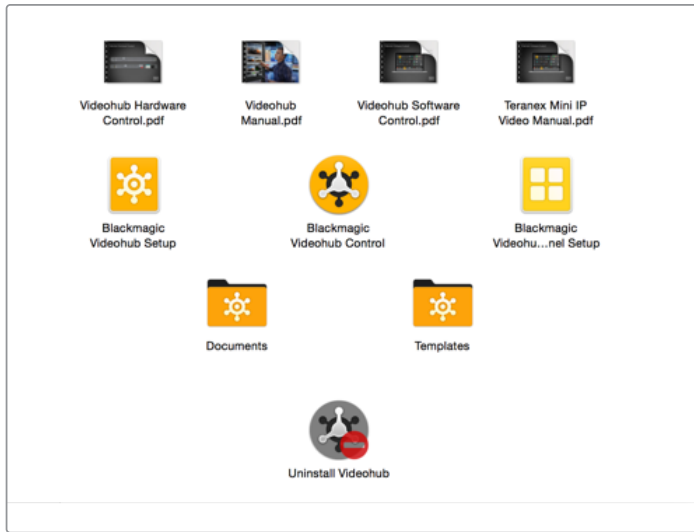 Videohub Hardware
Control.pdf
Videohub
Manual.pdf
Videohub Software
Control.pdf
Teranex Mini IP
Video Manual.pdf
Blackmagic
Videohub Setup
Blackmagic
Videohub Control
Blackmagic
Videohu...nel Setup
Documents
Templates
Uninstall Videohub